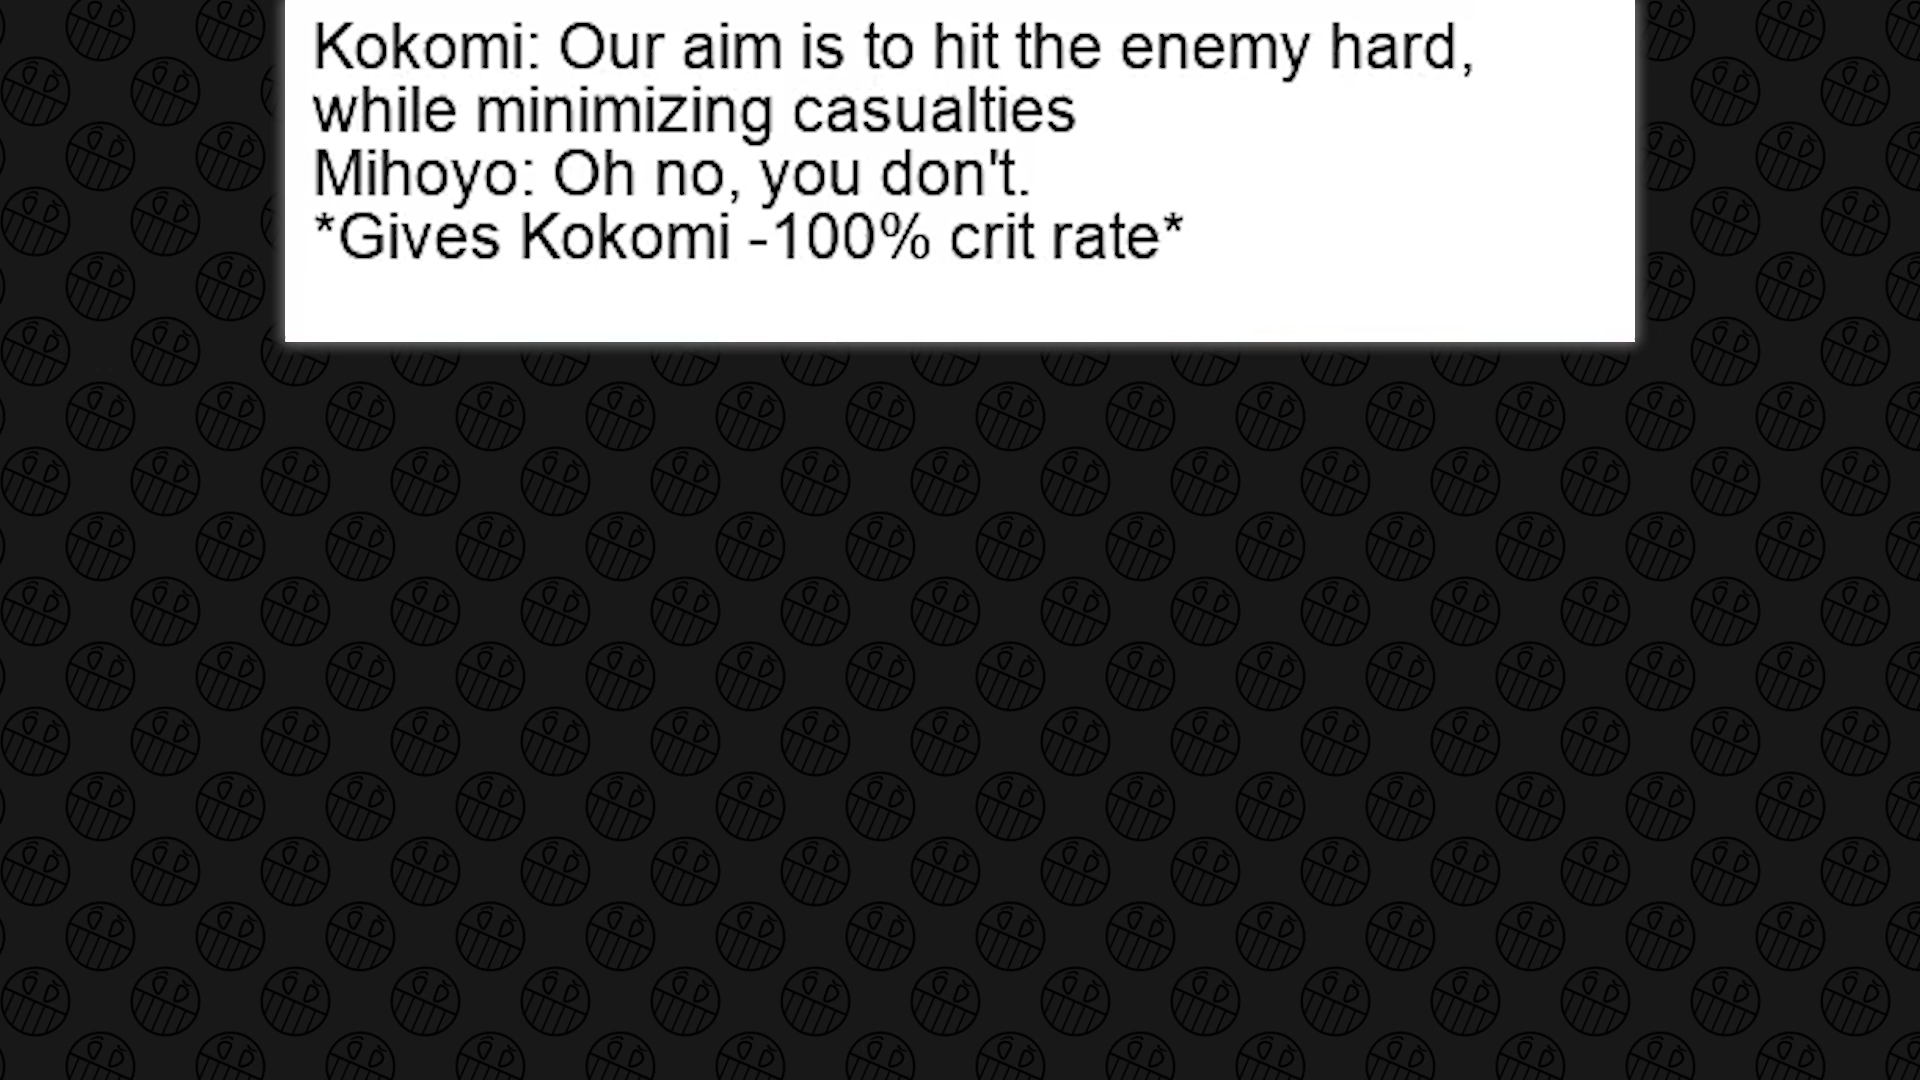 Kokomi: Our aim is to hit the enemy hard,
while minimizing casualties
Mihoyo: Oh no, you don't.
*Gives Kokomi -100% crit rate*